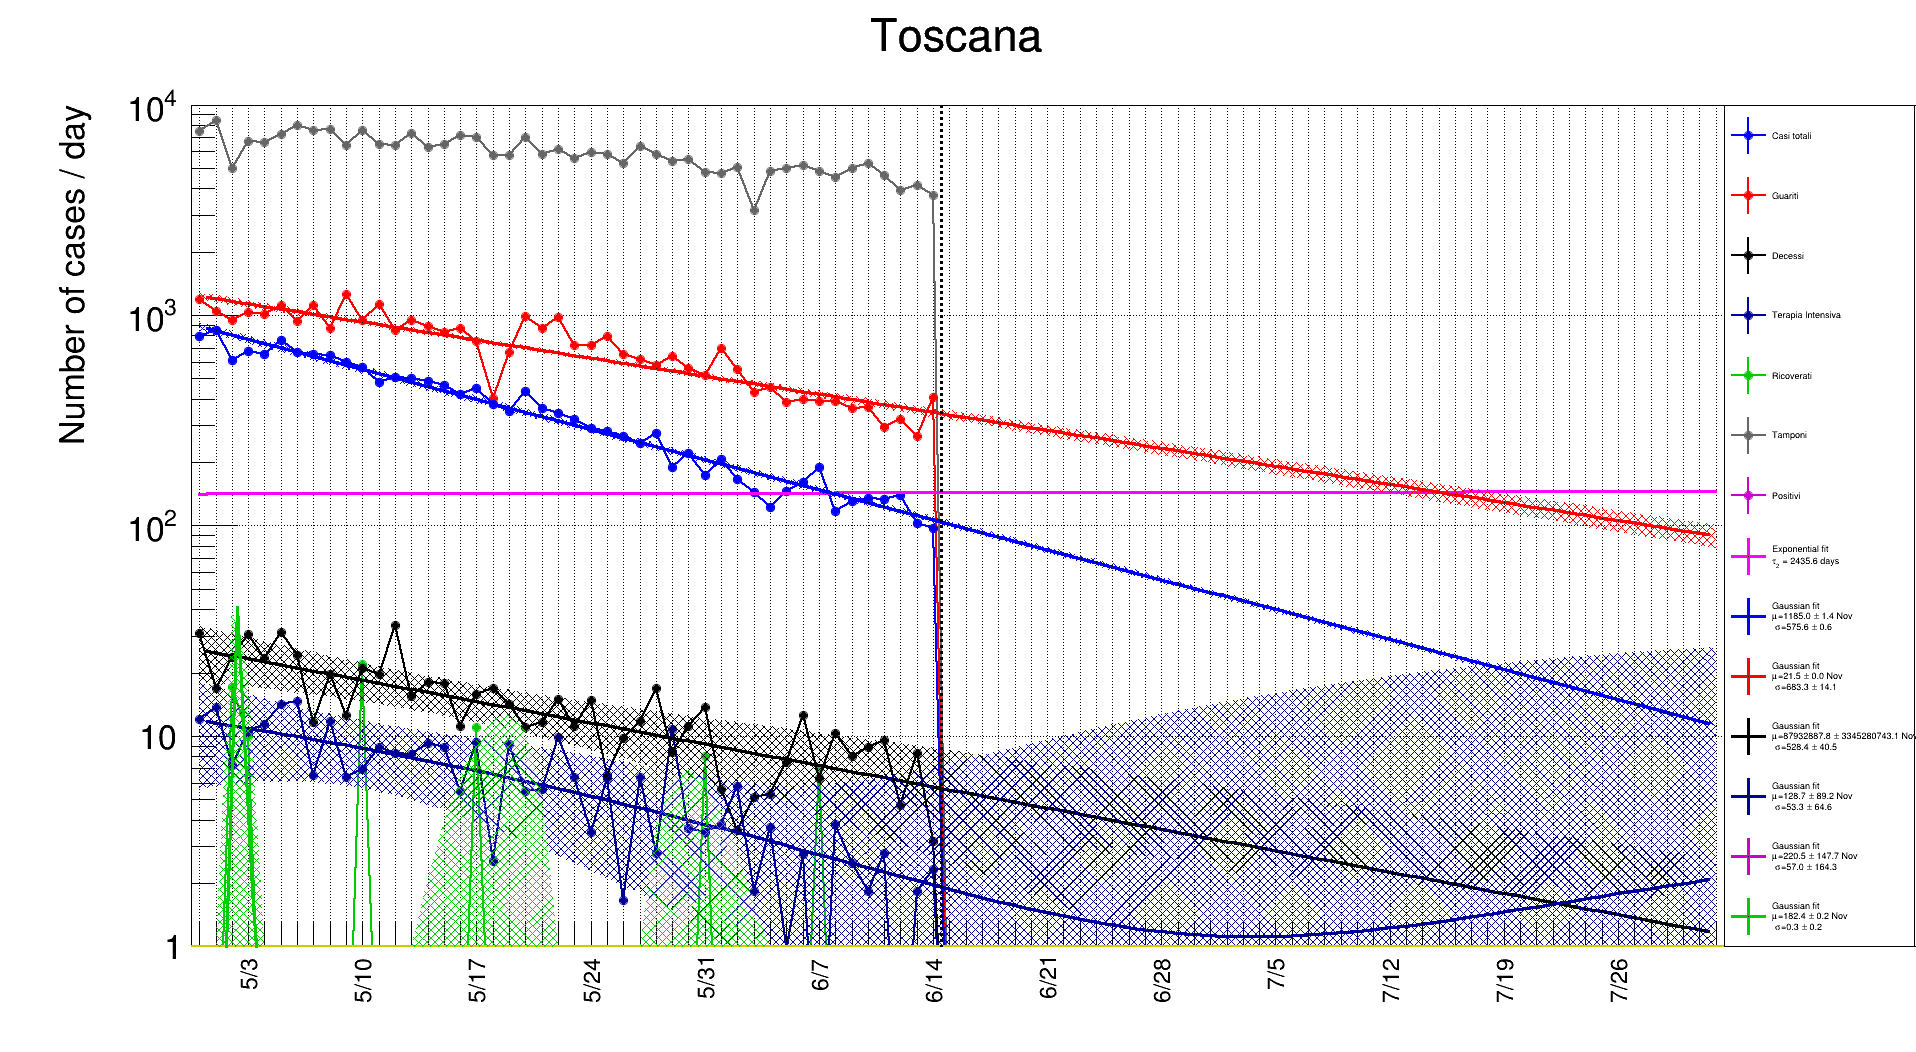 Toscana
Number of cases / day
10^4
10^3
10^2
10
1
5/3
5/10
5/17
5/24
5/31
6/7
6/14
6/21
6/28
7/5
7/12
7/19
7/26
Casi totali
Guariti
Decessi
Terapia Intensiva
Ricoverati
Tamponi
Positivi
Exponential fit
τ₂ = 2435.6 days
Gaussian fit
μ=1185.0 ± 1.4 Nov
σ=575.6 ± 0.6
Gaussian fit
μ=21.5 ± 0.0 Nov
σ=683.3 ± 14.1
Gaussian fit
μ=87932887.8 ± 3345280743.1 Nov
σ=528.4 ± 40.5
Gaussian fit
μ=128.7 ± 89.2 Nov
σ=53.3 ± 64.6
Gaussian fit
μ=220.5 ± 147.7 Nov
σ=57.0 ± 164.3
Gaussian fit
μ=182.4 ± 0.2 Nov
σ=0.3 ± 0.2